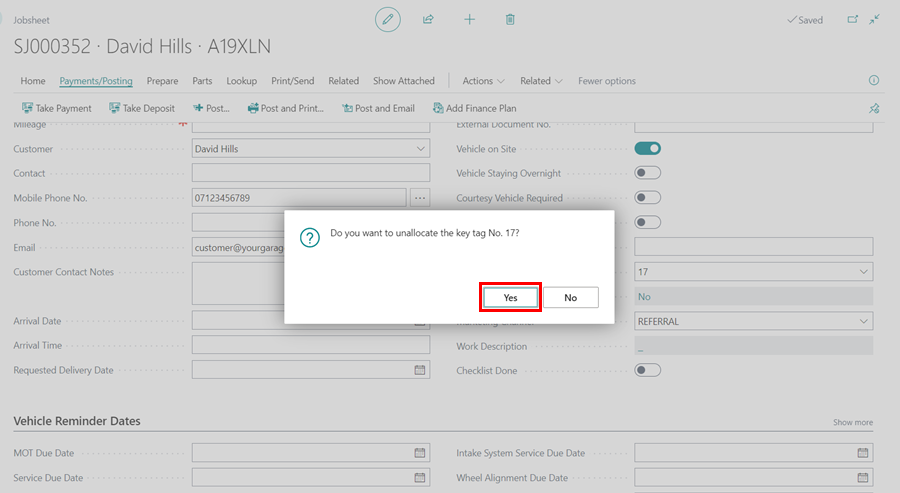 Jobsheet
Saved
SJ000352 · David Hills · A19XLN
Home Payments/Posting Prepare Parts Lookup Print/Send Related Show Attached Actions Related Fewer options
Take Payment Take Deposit Post... Post and Print... Post and Email Add Finance Plan
Mileage * External Document No.
Customer David Hills Vehicle on Site
Contact Vehicle Staying Overnight
Mobile Phone No. 07123456789 ... Courtesy Vehicle Required
Phone No.
Do you want to unallocate the key tag No. 17?
Email customer@yourgarag
Customer Contact Notes 17
Yes No
No
Arrival Date REFERRAL
Arrival Time Work Description _
Requested Delivery Date Checklist Done
Vehicle Reminder Dates Show more
MOT Due Date Intake System Service Due Date
Service Due Date Wheel Alignment Due Date